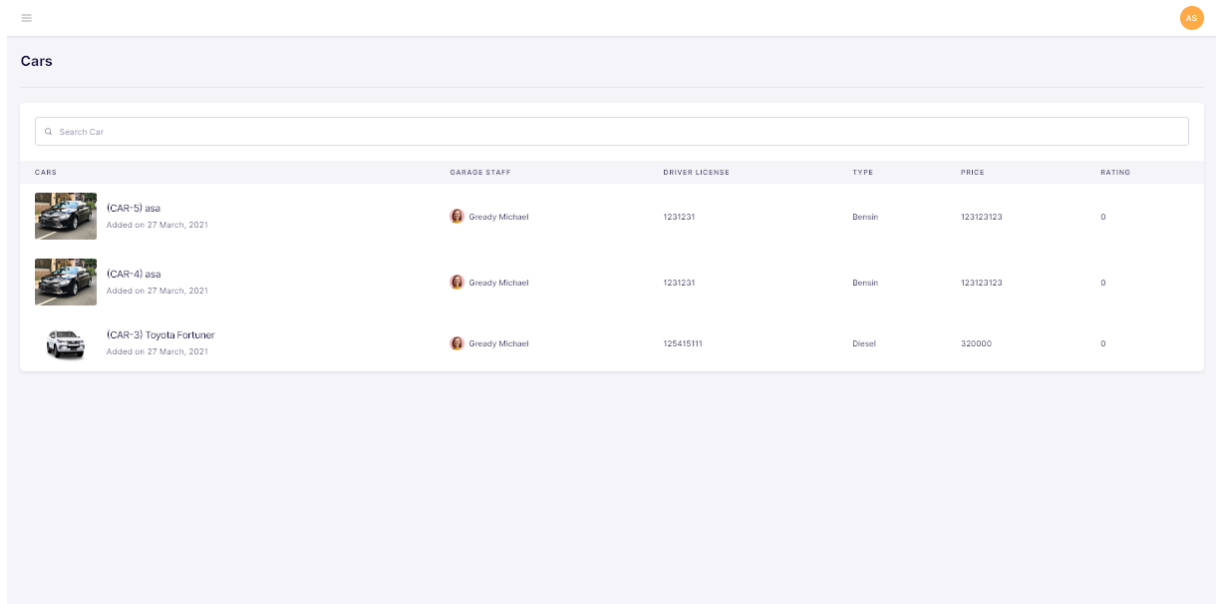 AS
Cars
Search Car
CARS GARAGE STAFF DRIVER LICENSE TYPE PRICE RATING
(CAR-5) asa
Added on 27 March, 2021
Gready Michael 1231231 Bensin 123123123 0
(CAR-4) asa
Added on 27 March, 2021
Gready Michael 1231231 Bensin 123123123 0
(CAR-3) Toyota Fortuner
Added on 27 March, 2021
Gready Michael 125415111 Diesel 320000 0